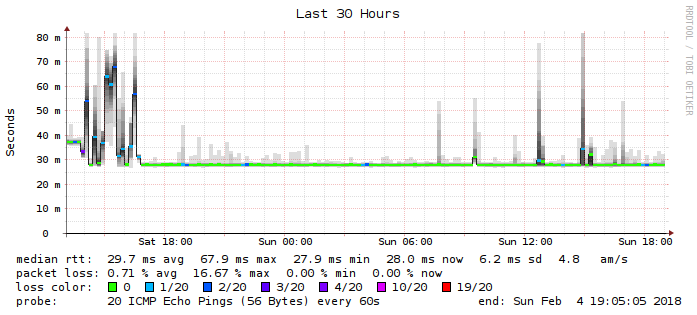 Last 30 Hours
RRDTOOL / TOBI OETIKER
Seconds
80 m
70 m
60 m
50 m
40 m
30 m
20 m
10 m
0
Sat 18:00 Sun 00:00 Sun 06:00 Sun 12:00 Sun 18:00
median rtt: 29.7 ms avg 67.9 ms max 27.9 ms min 28.0 ms now 6.2 ms sd 4.8 am/s
packet loss: 0.71 % avg 16.67 % max 0.00 % min 0.00 % now
loss color: 0 1/20 2/20 3/20 4/20 10/20 19/20
probe: 20 ICMP Echo Pings (56 Bytes) every 60s end: Sun Feb 4 19:05:05 2018